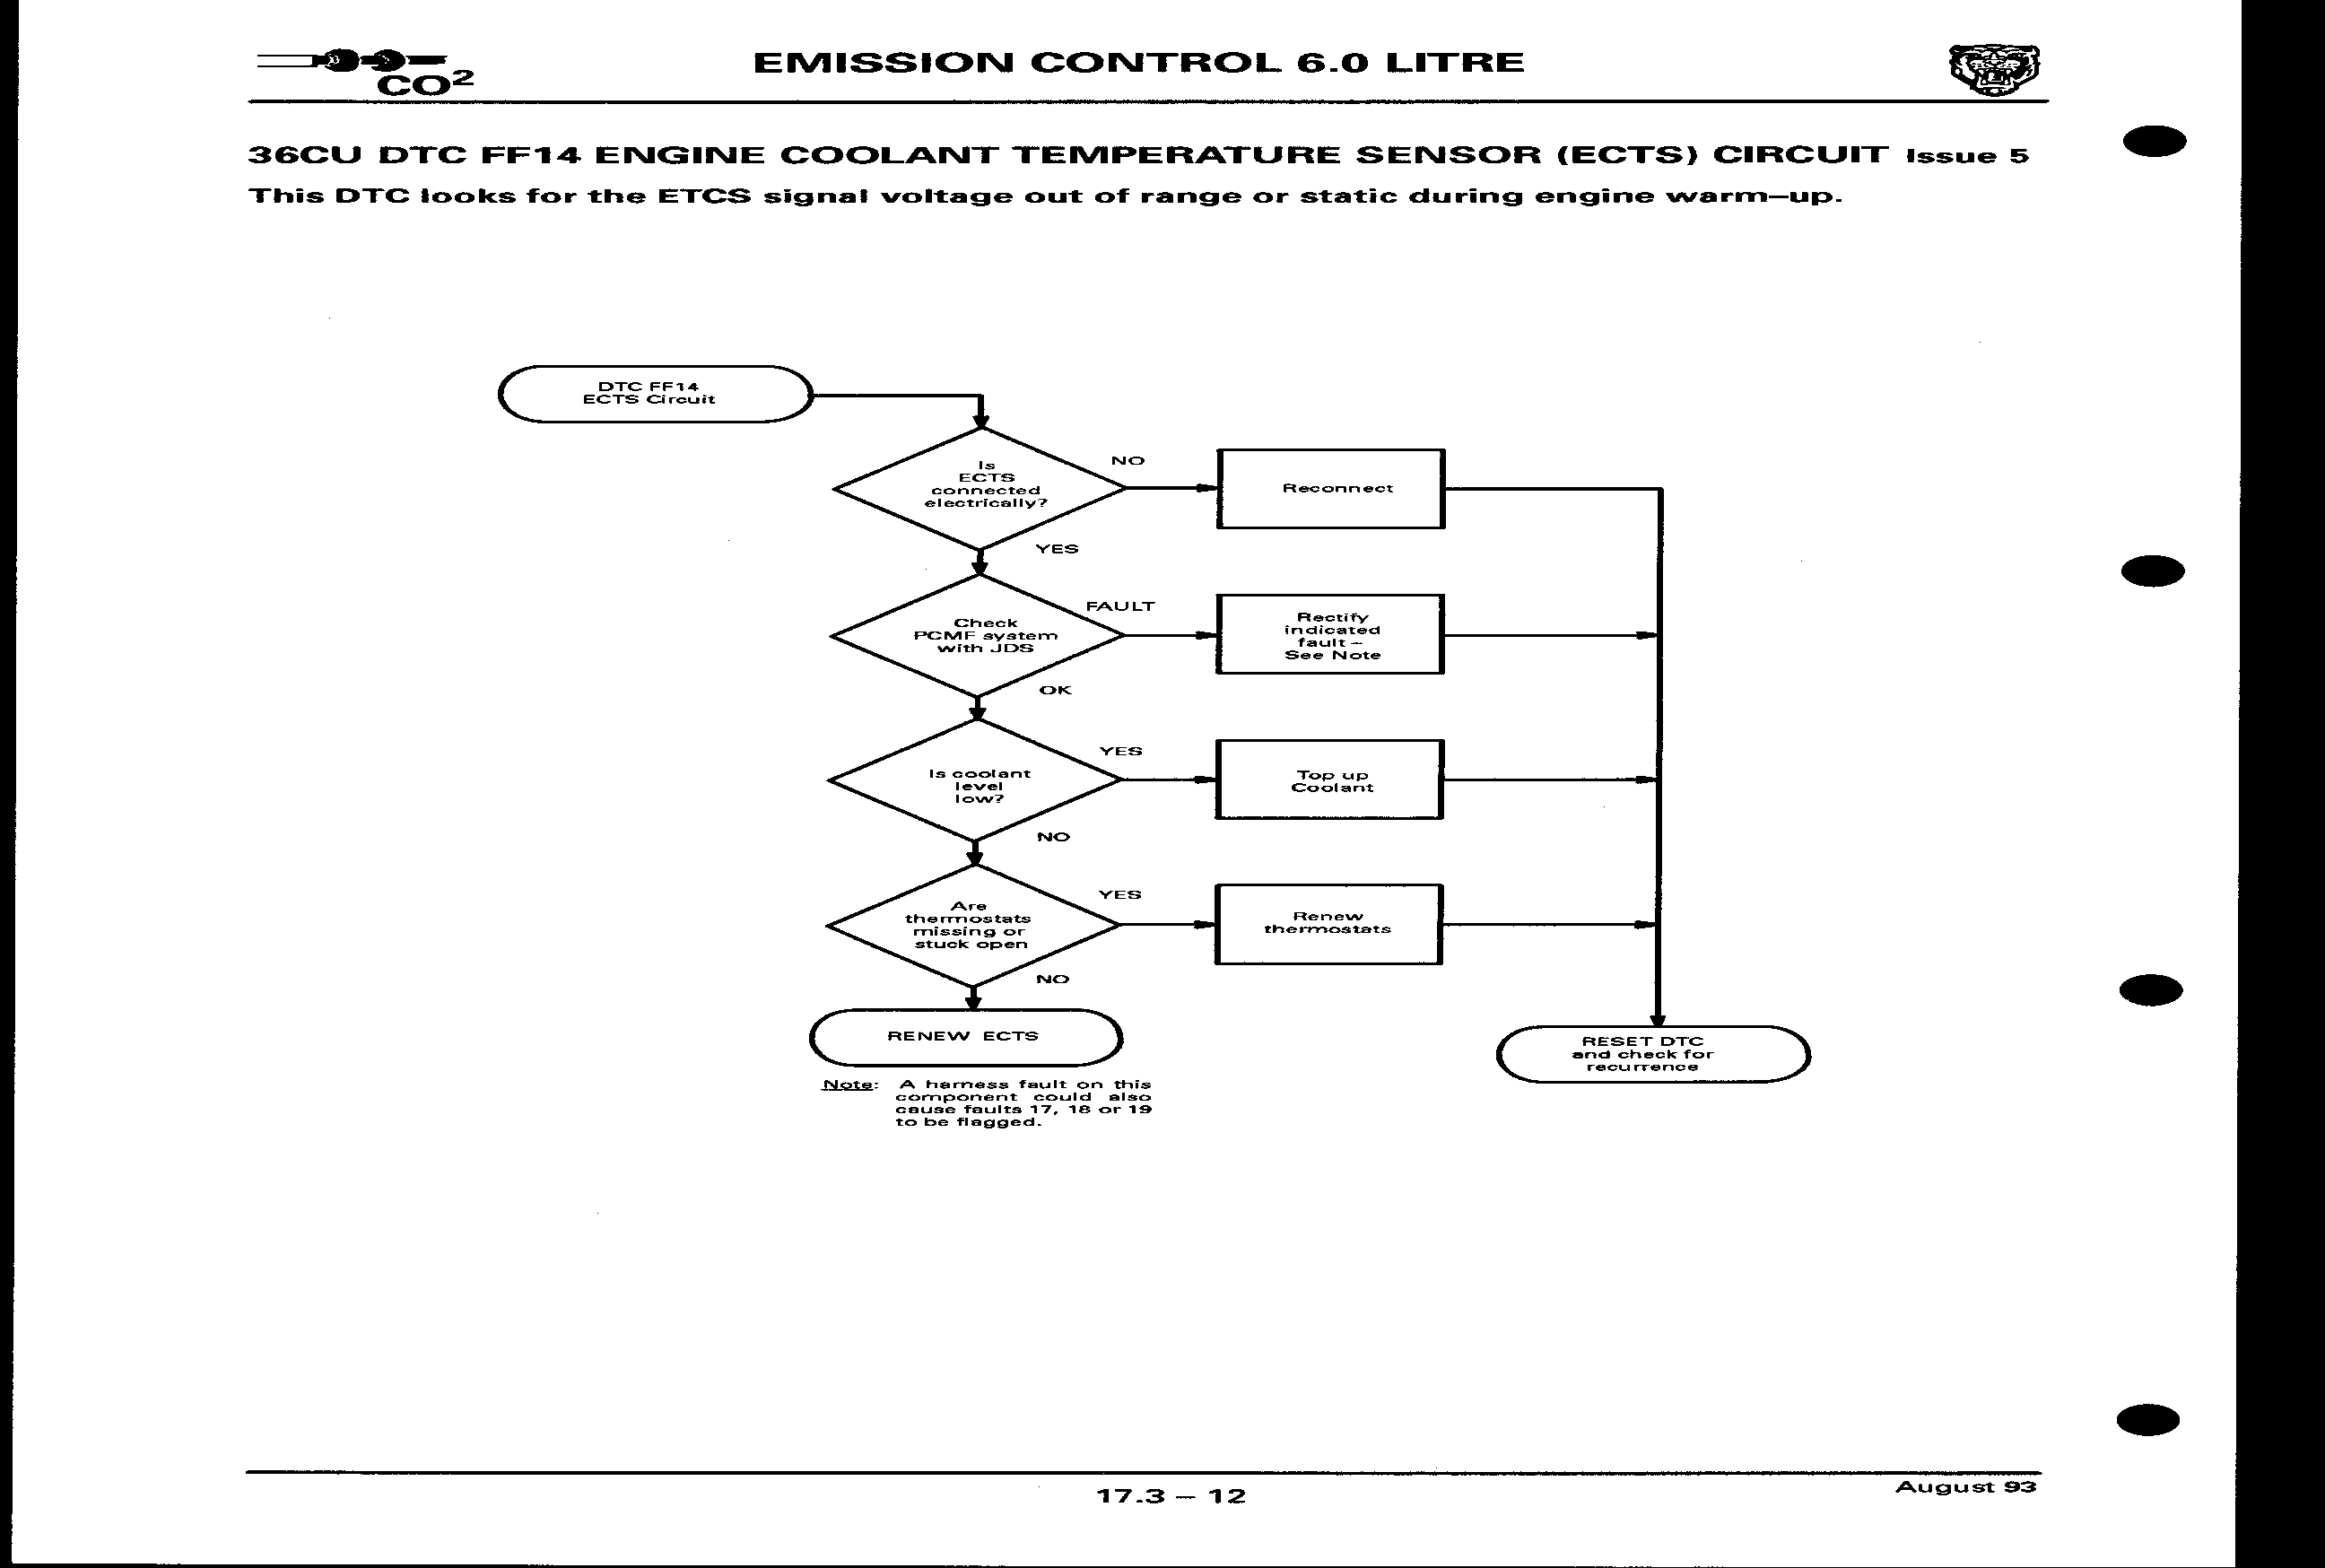 CO²
EMISSION CONTROL 6.0 LITRE
36CU DTC FF14 ENGINE COOLANT TEMPERATURE SENSOR (ECTS) CIRCUIT Issue 5
This DTC looks for the ETCS signal voltage out of range or static during engine warm–up.
DTC FF14
ECTS Circuit
Is
ECTS
connected
electrically?
NO
Reconnect
YES
Check
PCMF system
with JDS
FAULT
Rectify
indicated
fault –
See Note
OK
Is coolant
level
low?
YES
Top up
Coolant
NO
Are
thermostats
missing or
stuck open
YES
Renew
thermostats
NO
RENEW ECTS
RESET DTC
and check for
recurrence
Note: A harness fault on this
component could also
cause faults 17, 18 or 19
to be flagged.
17.3 – 12
August 93